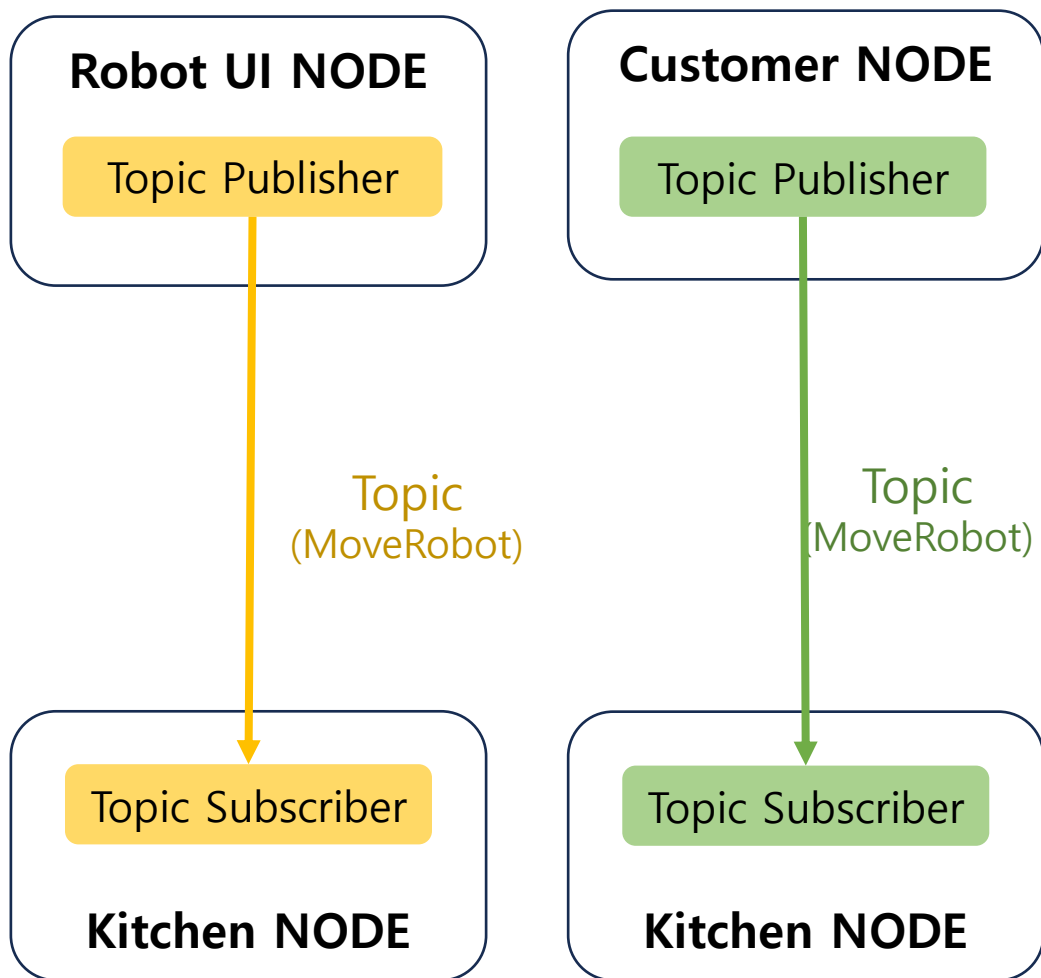 Robot UI NODE
Topic Publisher
Topic
(MoveRobot)
Topic Subscriber
Kitchen NODE
Customer NODE
Topic Publisher
Topic
(MoveRobot)
Topic Subscriber
Kitchen NODE